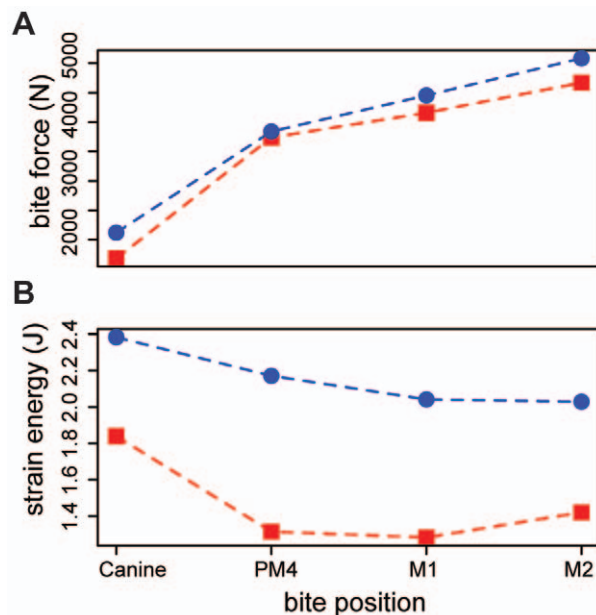 A
bite force (N)
5000
4000
3000
2000
B
strain energy (J)
2.4
2.2
2.0
1.8
1.6
1.4
Canine
PM4
M1
M2
bite position